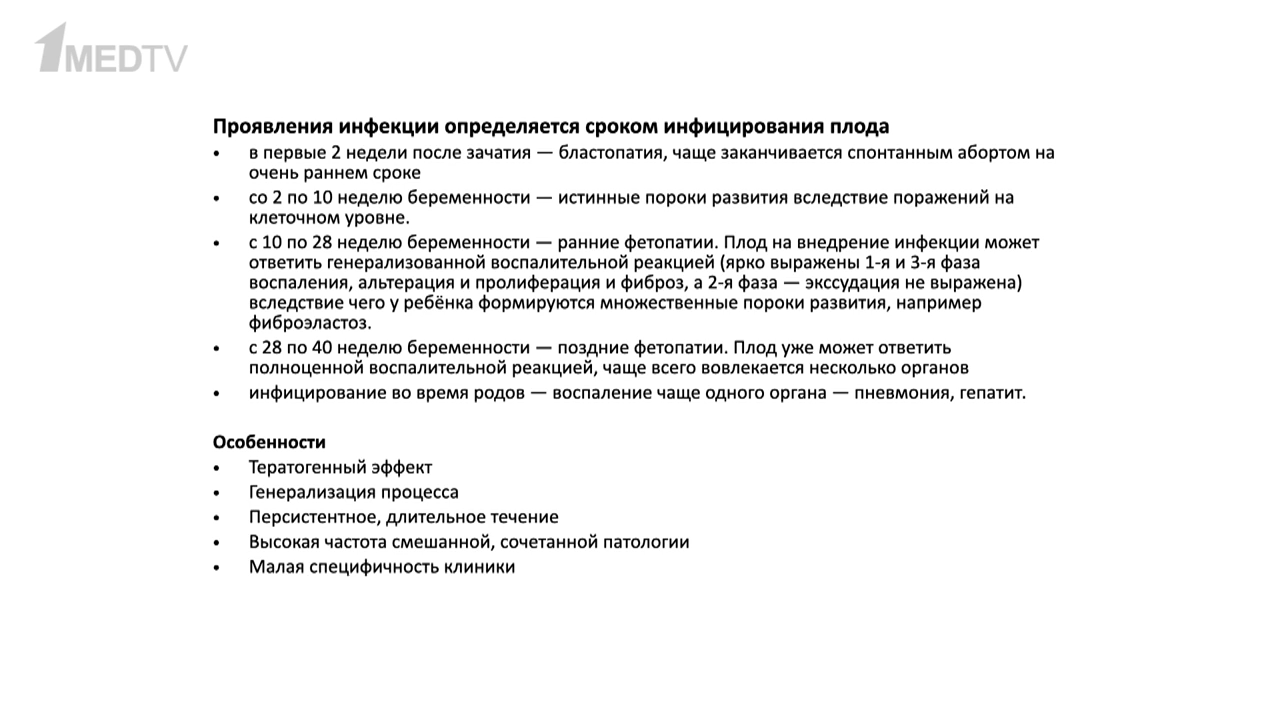 1MEDTV
Проявления инфекции определяется сроком инфицирования плода
• в первые 2 недели после зачатия — бластопатия, чаще заканчивается спонтанным абортом на
очень раннем сроке
• со 2 по 10 неделю беременности — истинные пороки развития вследствие поражений на
клеточном уровне.
• с 10 по 28 неделю беременности — ранние фетопатии. Плод на внедрение инфекции может
ответить генерализованной воспалительной реакцией (ярко выражены 1-я и 3-я фаза
воспаления, альтерация и пролиферация и фиброз, а 2-я фаза — экссудация не выражена)
вследствие чего у ребёнка формируются множественные пороки развития, например
фиброэластоз.
• с 28 по 40 неделю беременности — поздние фетопатии. Плод уже может ответить
полноценной воспалительной реакцией, чаще всего вовлекается несколько органов
• инфицирование во время родов — воспаление чаще одного органа — пневмония, гепатит.
Особенности
• Тератогенный эффект
• Генерализация процесса
• Персистентное, длительное течение
• Высокая частота смешанной, сочетанной патологии
• Малая специфичность клиники